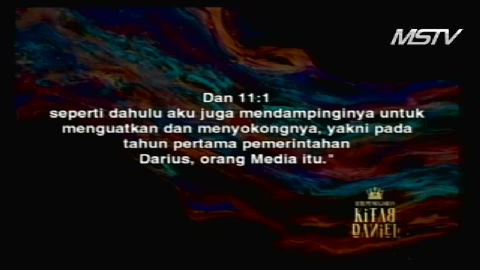 MSTV
Dan 11:1
seperti dahulu aku juga mendampinginya untuk
menguatkan dan menyokongnya, yakni pada
tahun pertama pemerintahan
Darius, orang Media itu."
KITAB
DANIEL